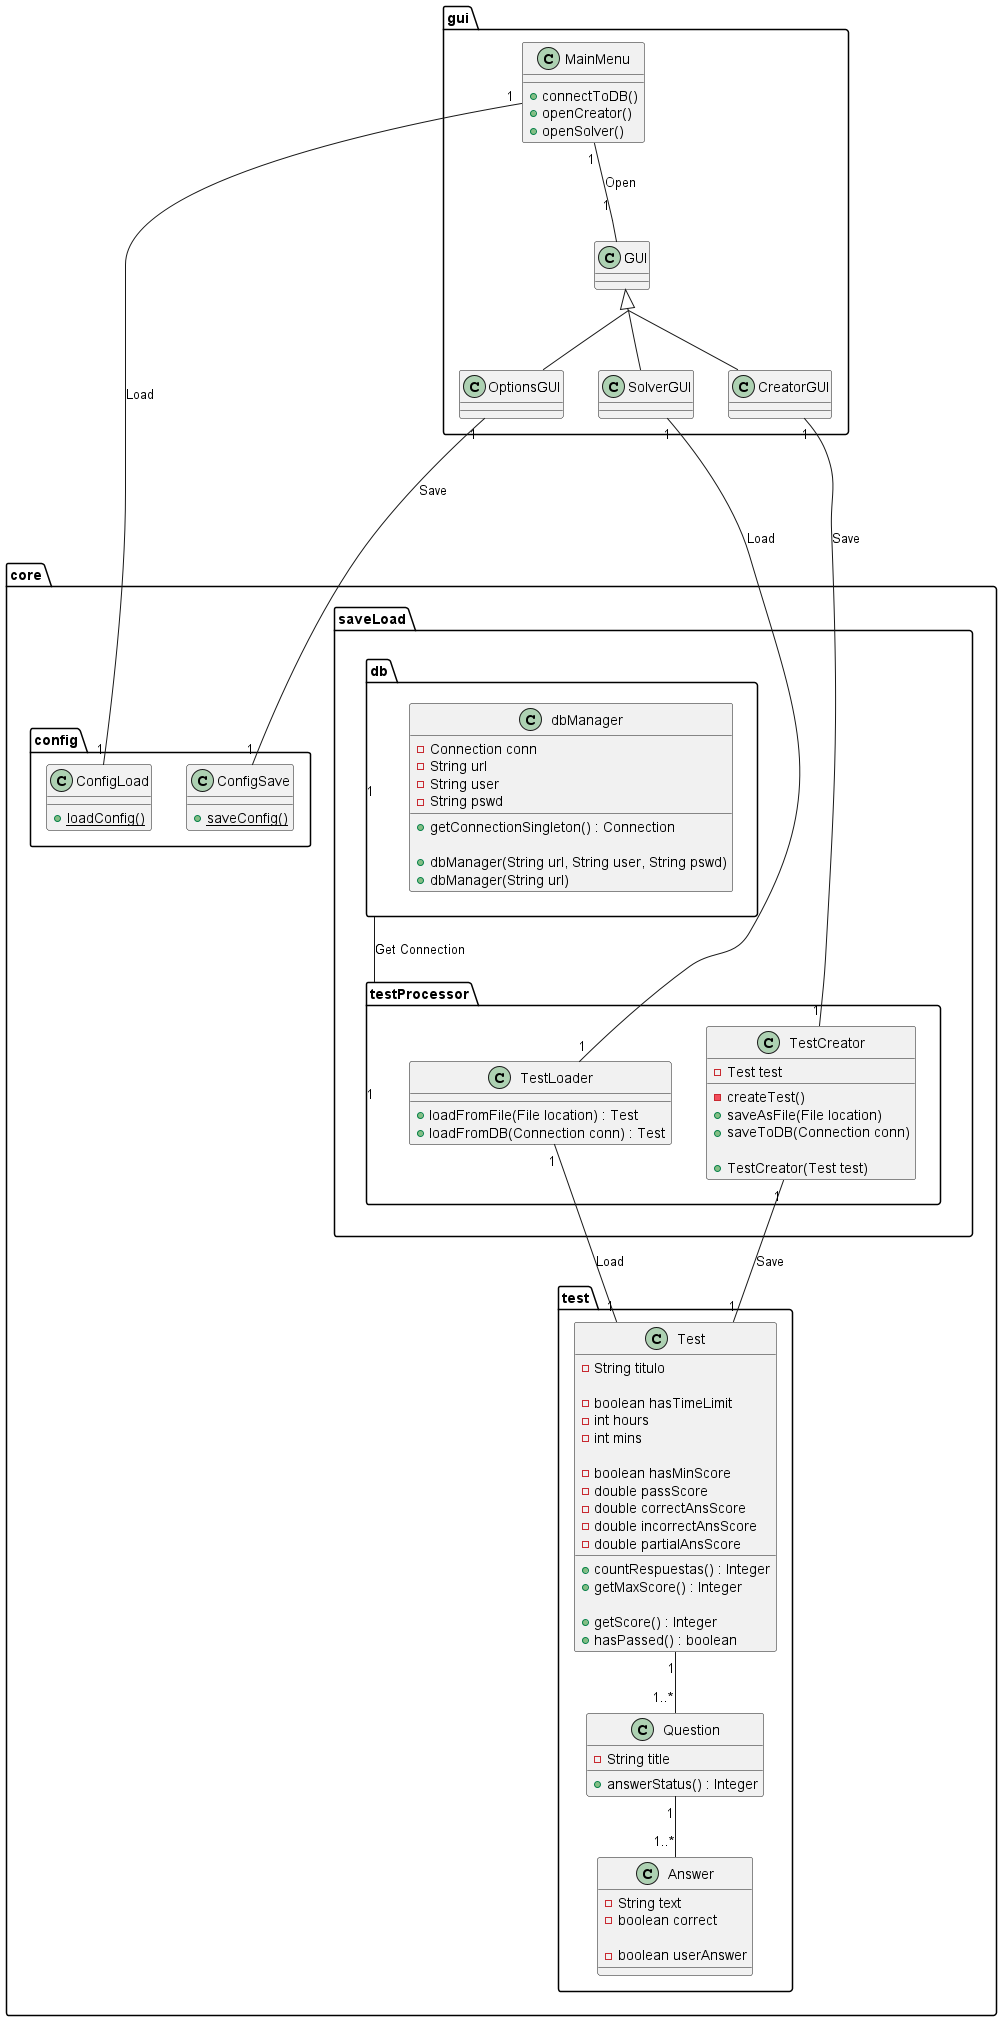 gui
C MainMenu
connectToDB()
openCreator()
openSolver()
1
1
Open
1
C GUI
C OptionsGUI
C SolverGUI
C CreatorGUI
1
1
1
Load
Save
Load
Save
core
saveLoad
db
C dbManager
Connection conn
String url
String user
String pswd
getConnectionSingleton() : Connection
dbManager(String url, String user, String pswd)
dbManager(String url)
1
config
1
1
C ConfigLoad
loadConfig()
C ConfigSave
saveConfig()
Get Connection
testProcessor
1
1
1
C TestLoader
loadFromFile(File location) : Test
loadFromDB(Connection conn) : Test
C TestCreator
Test test
createTest()
saveAsFile(File location)
saveToDB(Connection conn)
TestCreator(Test test)
1
1
Load
Save
test
1
1
C Test
String titulo
boolean hasTimeLimit
int hours
int mins
boolean hasMinScore
double passScore
double correctAnsScore
double incorrectAnsScore
double partialAnsScore
countRespuestas() : Integer
getMaxScore() : Integer
getScore() : Integer
hasPassed() : boolean
1
1..*
C Question
String title
answerStatus() : Integer
1
1..*
C Answer
String text
boolean correct
boolean userAnswer